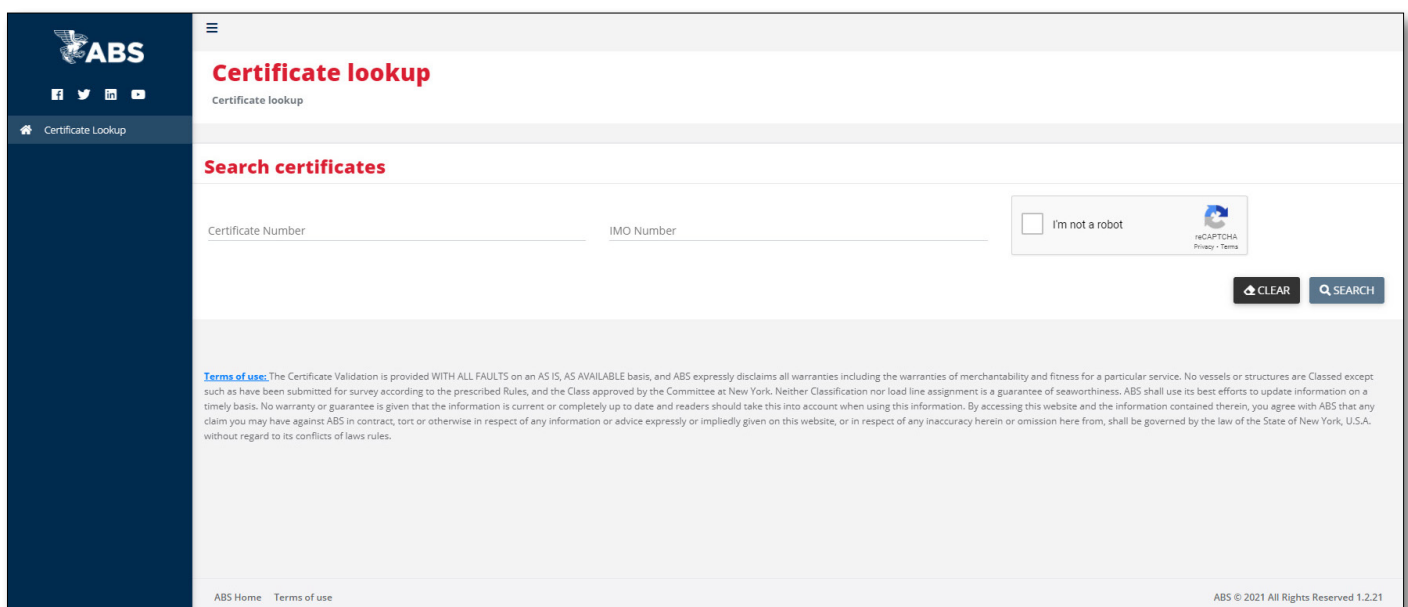 ABS
Certificate Lookup
Certificate lookup
Certificate lookup
Search certificates
Certificate Number
IMO Number
I'm not a robot
reCAPTCHA
Privacy - Terms
CLEAR
SEARCH
Terms of use: The Certificate Validation is provided WITH ALL FAULTS on an AS IS, AS AVAILABLE basis, and ABS expressly disclaims all warranties including the warranties of merchantability and fitness for a particular service. No vessels or structures are Classed except
such as have been submitted for survey according to the prescribed Rules, and the Class approved by the Committee at New York. Neither Classification nor load line assignment is a guarantee of seaworthiness. ABS shall use its best efforts to update information on a
timely basis. No warranty or guarantee is given that the information is current or completely up to date and readers should take this into account when using this information. By accessing this website and the information contained therein, you agree with ABS that any
claim you may have against ABS in contract, tort or otherwise in respect of any information or advice expressly or impliedly given on this website, or in respect of any inaccuracy herein or omission here from, shall be governed by the law of the State of New York, U.S.A.
without regard to its conflicts of laws rules.
ABS Home Terms of use
ABS © 2021 All Rights Reserved 1.2.21